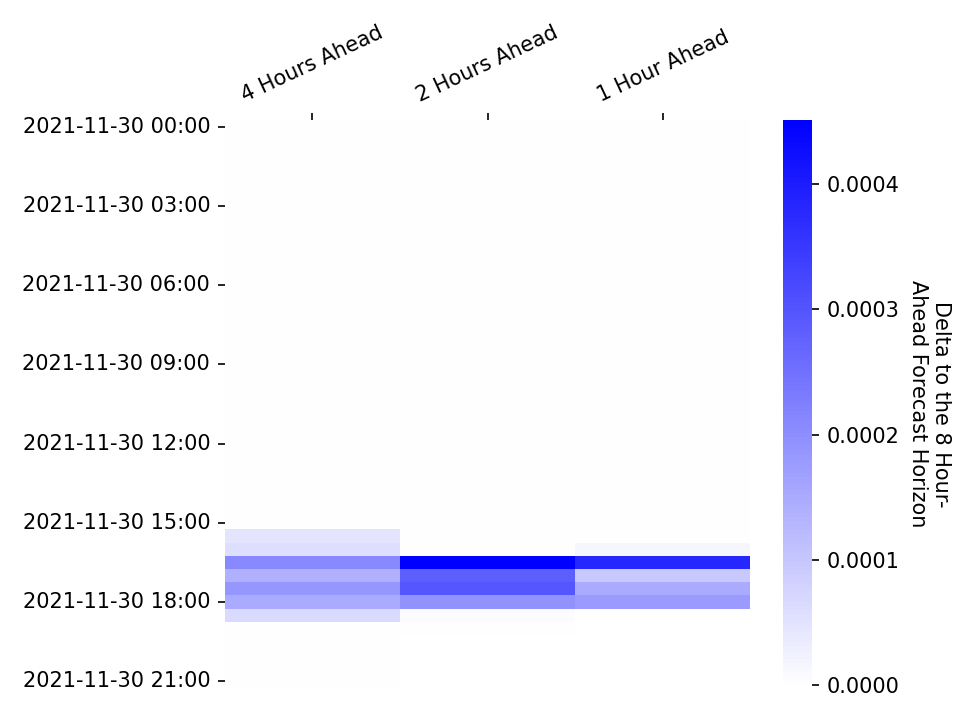 4 Hours Ahead
2 Hours Ahead
1 Hour Ahead
2021-11-30 00:00
2021-11-30 03:00
2021-11-30 06:00
2021-11-30 09:00
2021-11-30 12:00
2021-11-30 15:00
2021-11-30 18:00
2021-11-30 21:00
0.0004
0.0003
0.0002
0.0001
0.0000
Delta to the 8 Hour-
Ahead Forecast Horizon